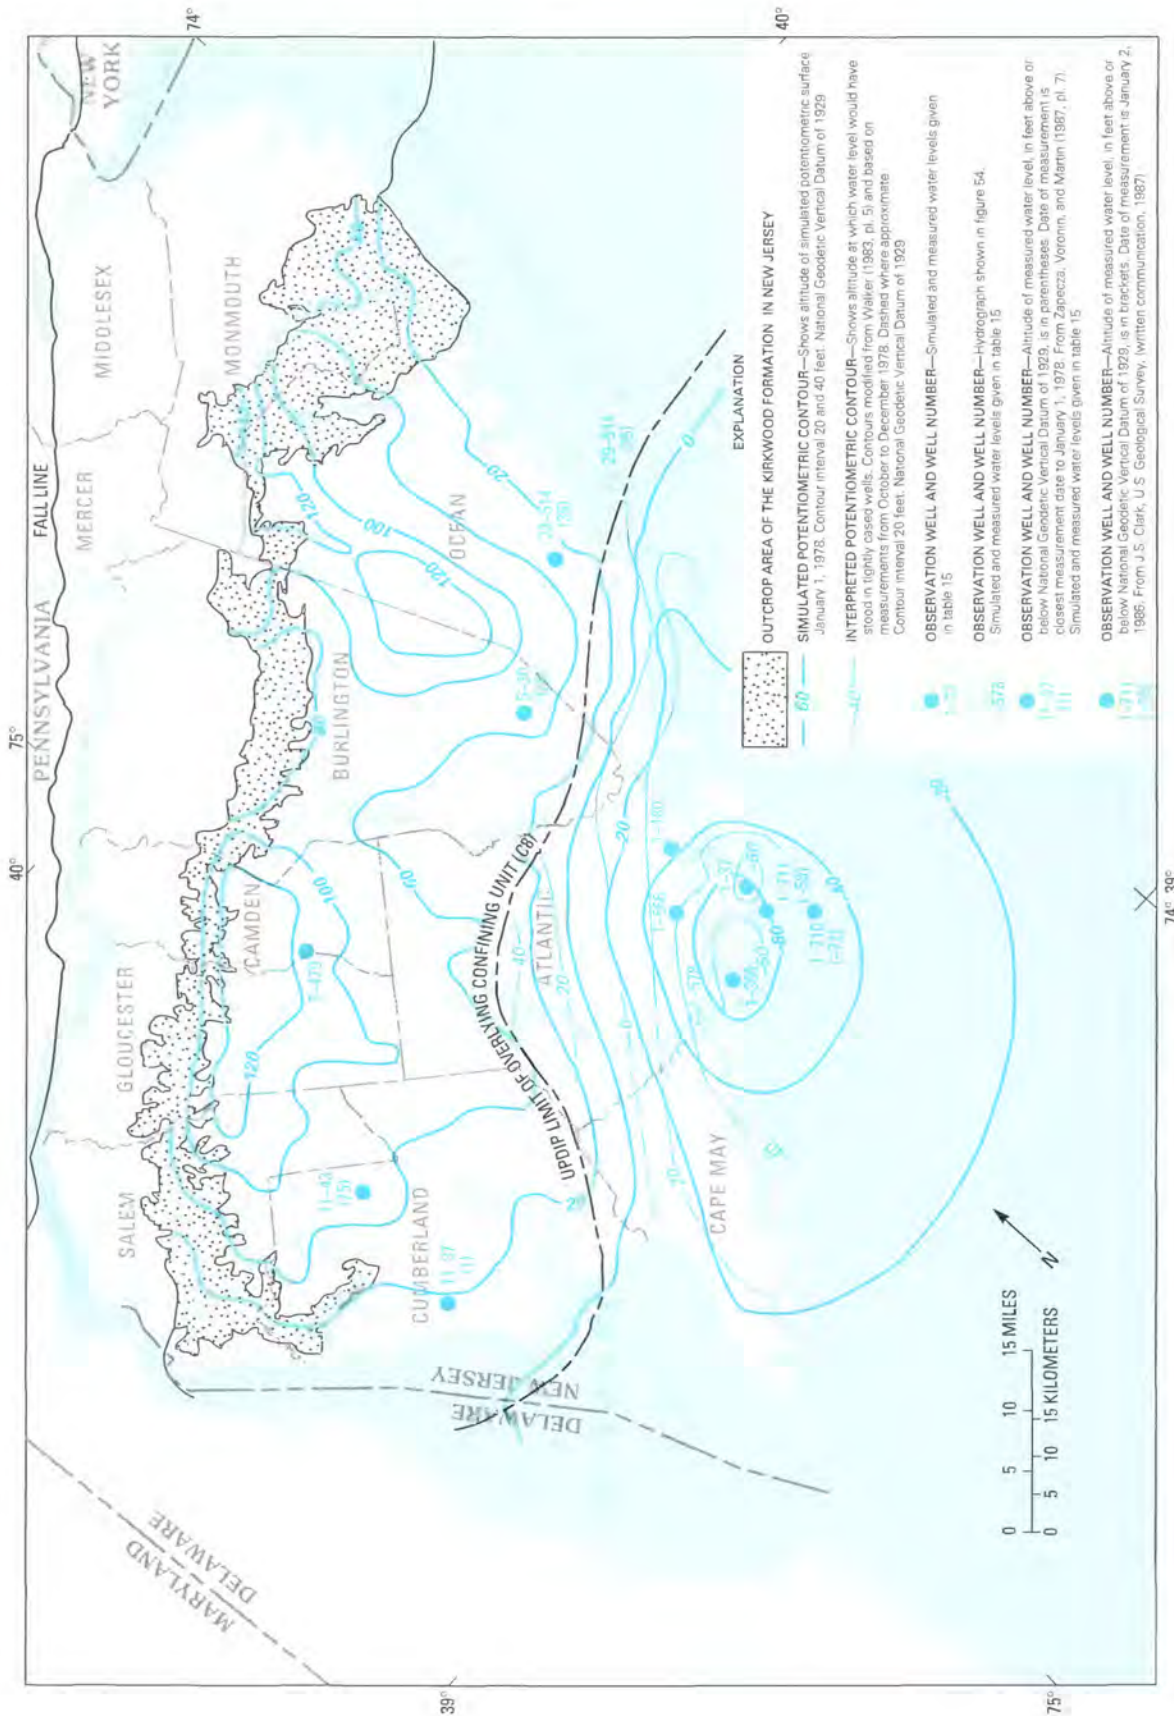 74°
40°
NEW
YORK
FALL LINE
PENNSYLVANIA
75°
40°
MIDDLESEX
MONMOUTH
MERCER
OCEAN
BURLINGTON
CAMDEN
GLOUCESTER
SALEM
CUMBERLAND
ATLANTIC
CAPE MAY
UPDIP LIMIT OF OVERLYING CONFINING UNIT (C8)
NEW JERSEY
DELAWARE
MARYLAND
DELAWARE
39°
75°
74° 39°
N
120
100
120
20
100
60
120
40
20
0
20
0
20
20
40
60
80
80
29-514
11-42
(75)
11-97
(1)
1-180
1-566
1-37
1-711
(-58)
1-710
(-71)
578
0 5 10 15 MILES
0 5 10 15 KILOMETERS
EXPLANATION
OUTCROP AREA OF THE KIRKWOOD FORMATION IN NEW JERSEY
60 SIMULATED POTENTIOMETRIC CONTOUR—Shows altitude of simulated potentiometric surface
January 1, 1978. Contour interval 20 and 40 feet. National Geodetic Vertical Datum of 1929
40 INTERPRETED POTENTIOMETRIC CONTOUR—Shows altitude at which water level would have
stood in tightly cased wells. Contours modified from Walker (1983, pl. 5) and based on
measurements from October to December 1978. Dashed where approximate
Contour interval 20 feet. National Geodetic Vertical Datum of 1929
OBSERVATION WELL AND WELL NUMBER—Simulated and measured water levels given
in table 15
578 OBSERVATION WELL AND WELL NUMBER—Hydrograph shown in figure 54.
Simulated and measured water levels given in table 15
OBSERVATION WELL AND WELL NUMBER—Altitude of measured water level, in feet above or
below National Geodetic Vertical Datum of 1929, is in parentheses. Date of measurement is
closest measurement date to January 1, 1978. From Zapecza, Voronin, and Martin (1987, pl. 7).
Simulated and measured water levels given in table 15
1-711 OBSERVATION WELL AND WELL NUMBER—Altitude of measured water level, in feet above or
below National Geodetic Vertical Datum of 1929, is in brackets. Date of measurement is January 2,
1986. From J.S. Clark, U.S. Geological Survey, (written communication, 1987)